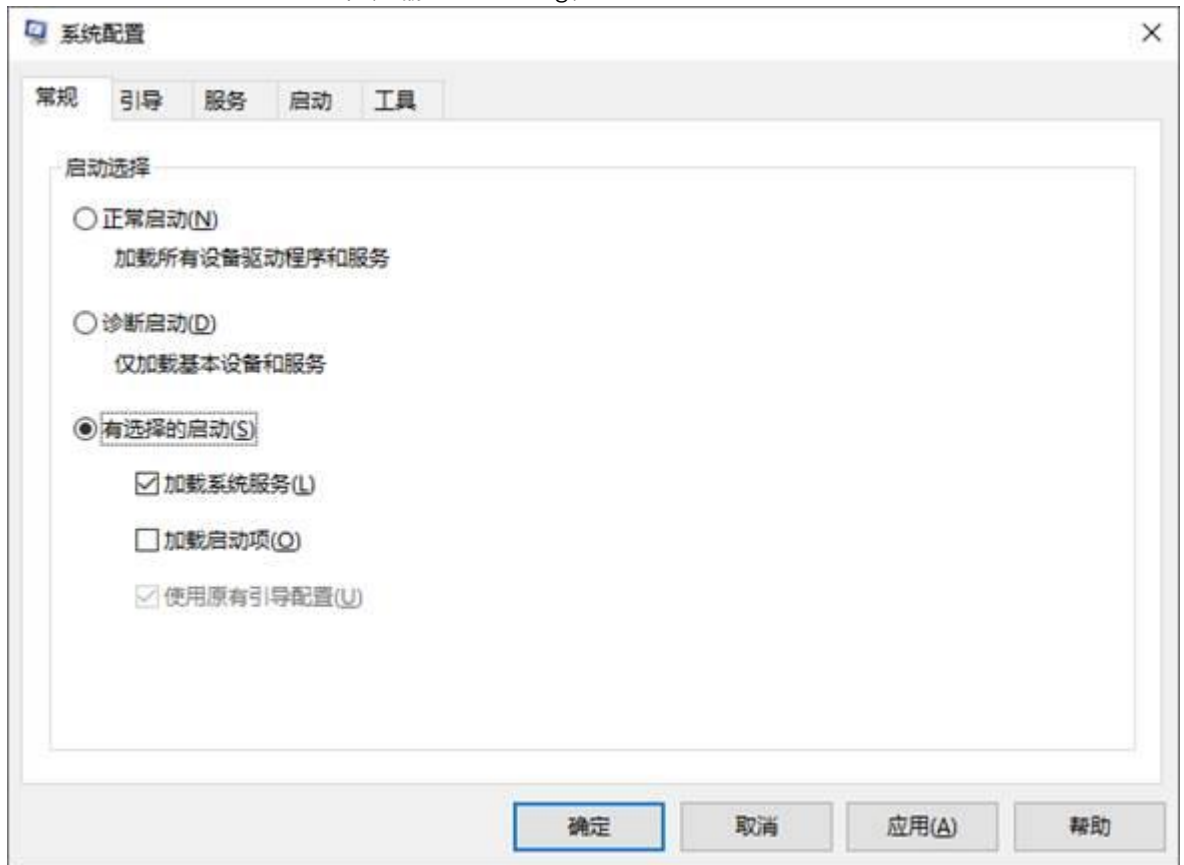 系统配置
常规 引导 服务 启动 工具
启动选择
正常启动(N)
加载所有设备驱动程序和服务
诊断启动(D)
仅加载基本设备和服务
有选择的启动(S)
加载系统服务(L)
加载启动项(O)
使用原有引导配置(U)
确定 取消 应用(A) 帮助